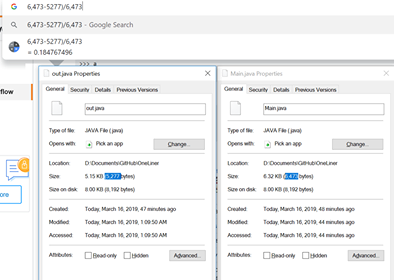 6,473-5277)/6,473
6,473-5277)/6,473 - Google Search
6,473-5277)/6,473
= 0.184767496
>>> a
flow
ore
out.java Properties
General Security Details Previous Versions
out.java
Type of file: JAVA File (.java)
Opens with: Pick an app Change...
Location: D:\Documents\GitHub\OneLiner
Size 5.15 KB (5,277 bytes)
Size on disk: 8.00 KB (8,192 bytes)
Created: Today, March 16, 2019, 47 minutes ago
Modified: Today, March 16, 2019, 1:09:50 AM
Accessed: Today, March 16, 2019, 1:09:50 AM
Attributes: Read-only Hidden Advanced...
Main.java Properties
General Security Details Previous Versions
Main.java
Type of file: JAVA File (.java)
Opens with: Pick an app Change...
Location: D:\Documents\GitHub\OneLiner
Size: 6.32 KB (6,473 bytes)
Size on disk: 8.00 KB (8,192 bytes)
Created: Today, March 16, 2019, 48 minutes ago
Modified: Today, March 16, 2019, 44 minutes ago
Accessed: Today, March 16, 2019, 44 minutes ago
Attributes: Read-only Hidden Advanced...